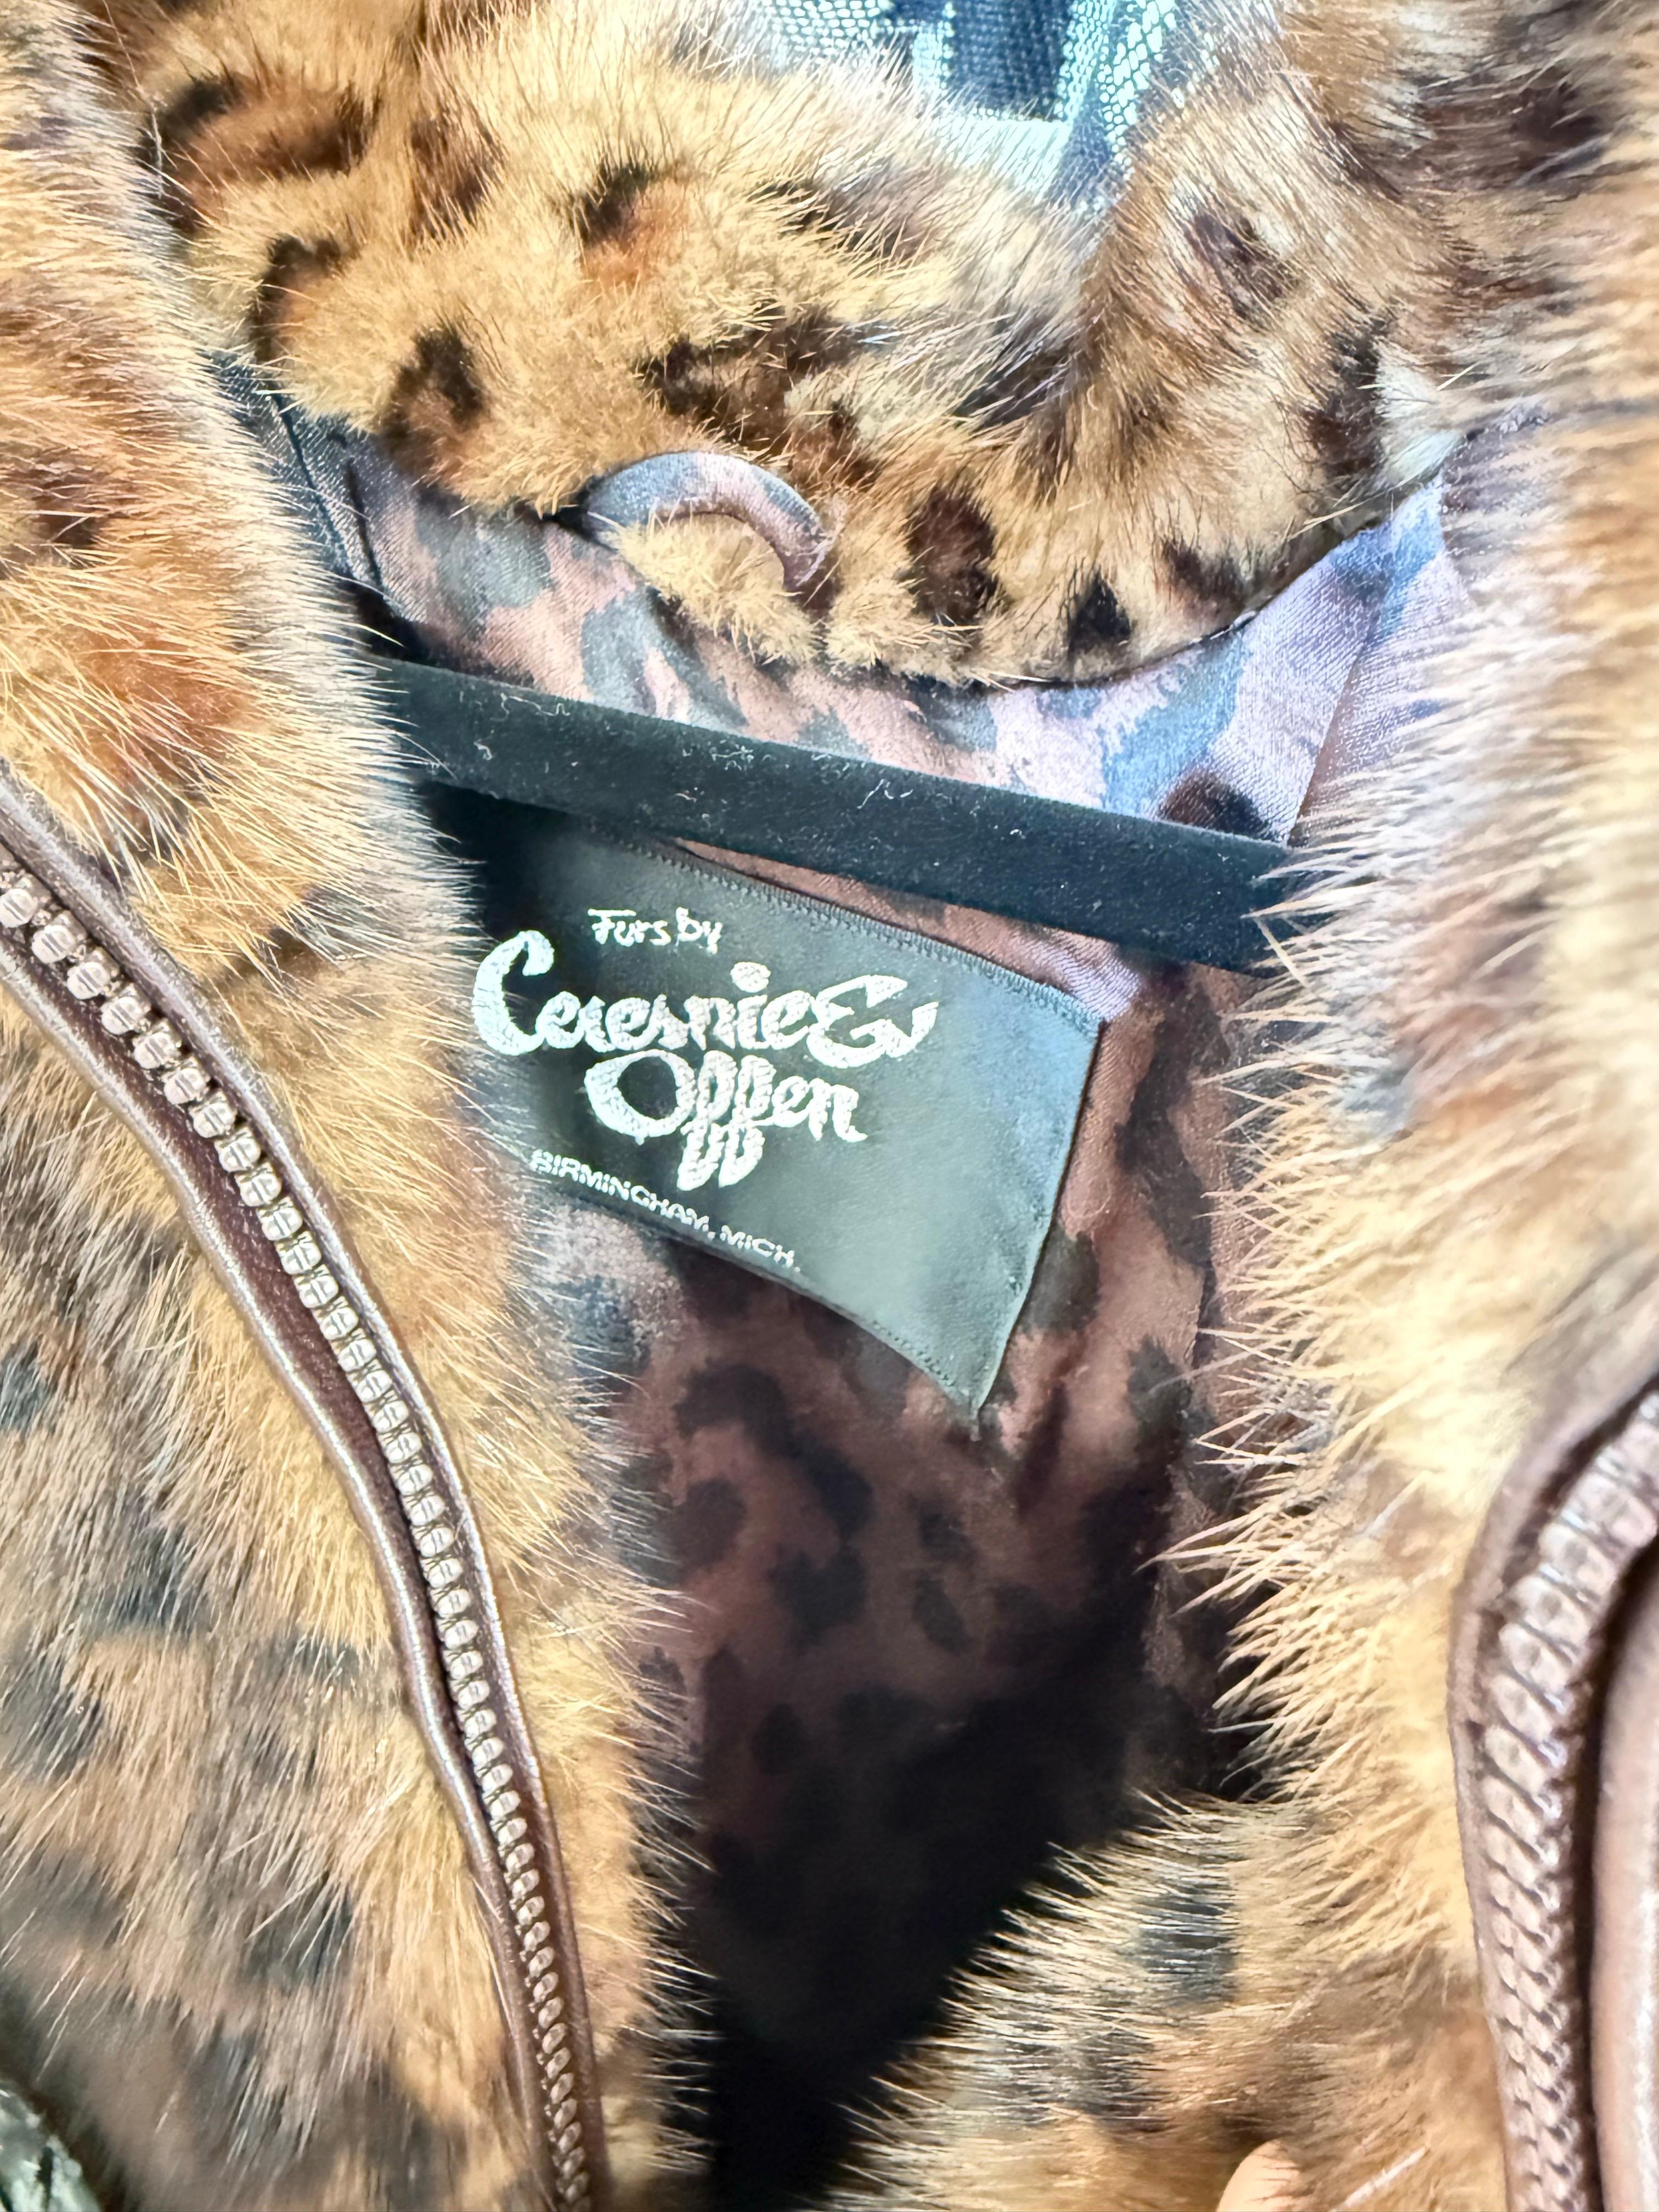 Furs by
Ceresnie &
Offen
BIRMINGHAM, MICH.